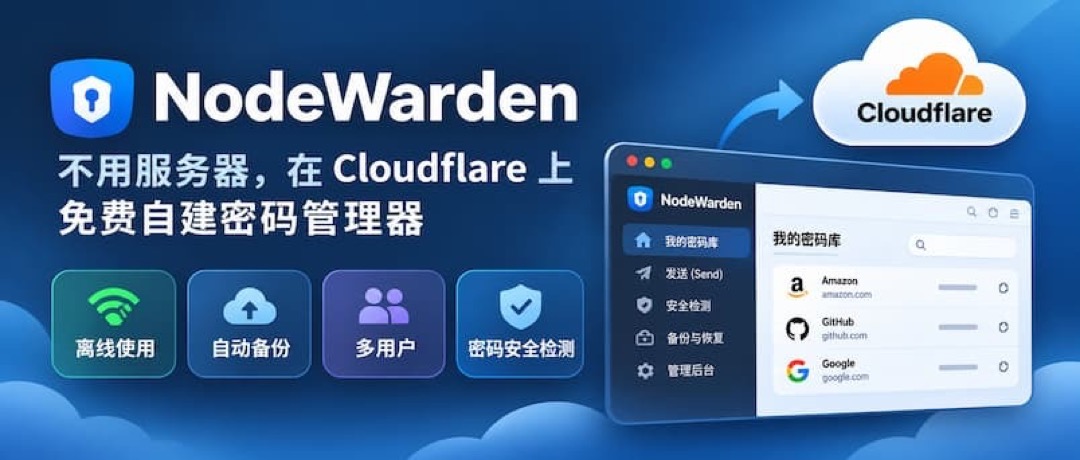 NodeWarden
不用服务器，在 Cloudflare 上
免费自建密码管理器
离线使用
自动备份
多用户
密码安全检测
Cloudflare
NodeWarden
我的密码库
发送 (Send)
安全检测
备份与恢复
管理后台
我的密码库
a
Amazon
amazon.com
GitHub
github.com
G
Google
google.com